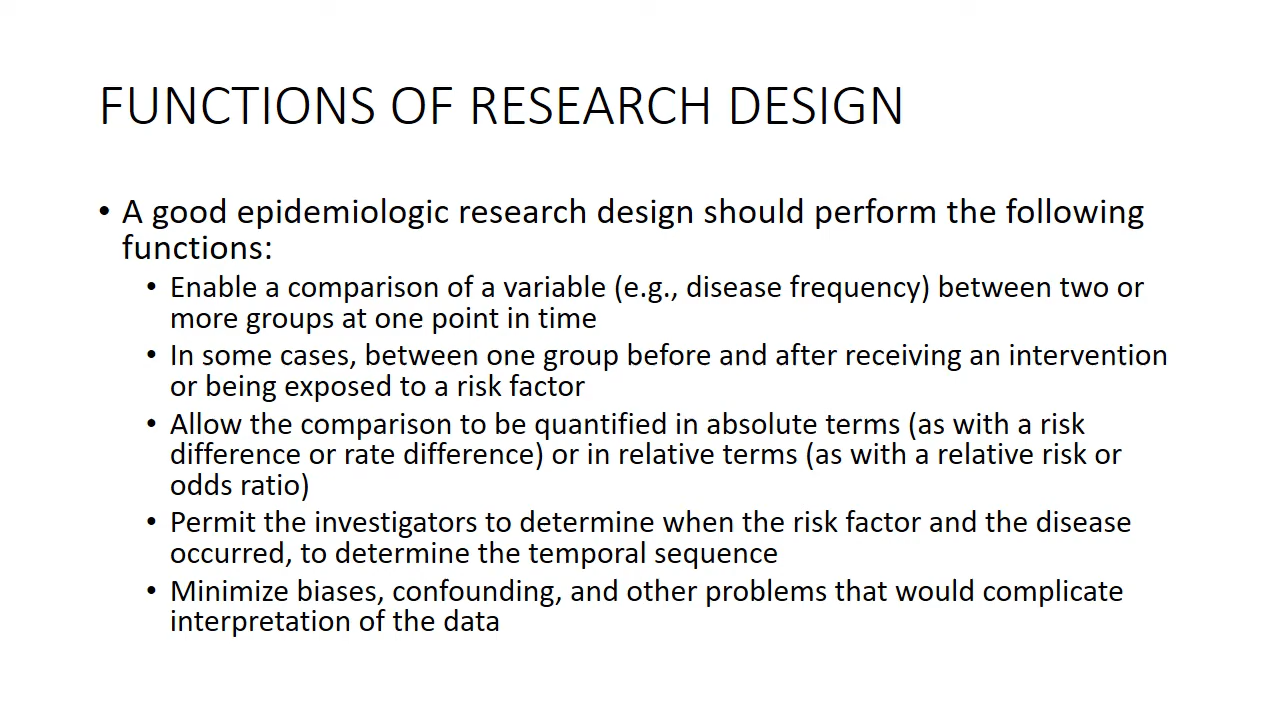 FUNCTIONS OF RESEARCH DESIGN
• A good epidemiologic research design should perform the following
functions:
• Enable a comparison of a variable (e.g., disease frequency) between two or
more groups at one point in time
• In some cases, between one group before and after receiving an intervention
or being exposed to a risk factor
• Allow the comparison to be quantified in absolute terms (as with a risk
difference or rate difference) or in relative terms (as with a relative risk or
odds ratio)
• Permit the investigators to determine when the risk factor and the disease
occurred, to determine the temporal sequence
• Minimize biases, confounding, and other problems that would complicate
interpretation of the data